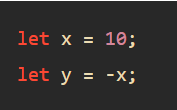 let x = 10;
let y = -x;